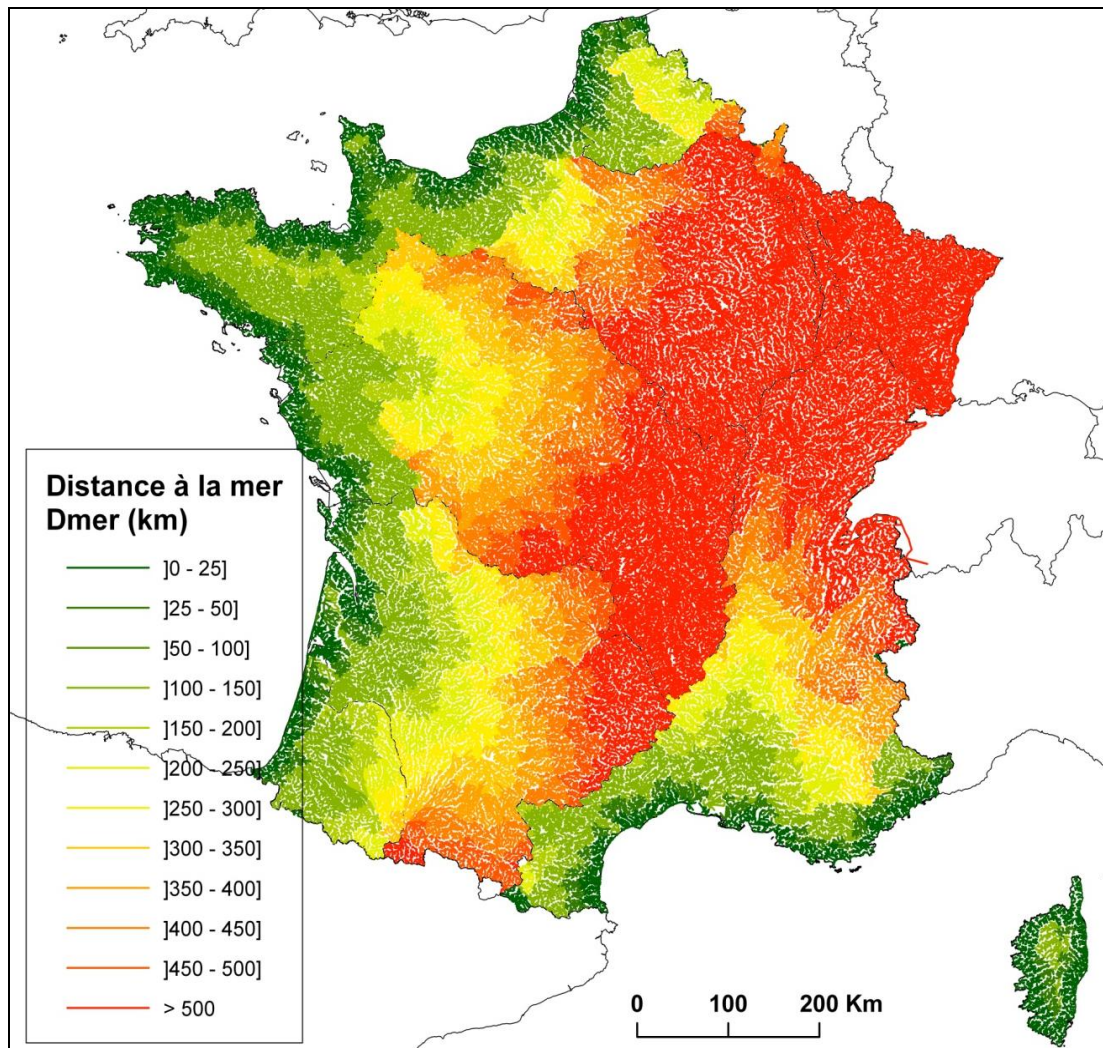 Distance à la mer
Dmer (km)
]0 - 25]
]25 - 50]
]50 - 100]
]100 - 150]
]150 - 200]
]200 - 250]
]250 - 300]
]300 - 350]
]350 - 400]
]400 - 450]
]450 - 500]
> 500
0 100 200 Km